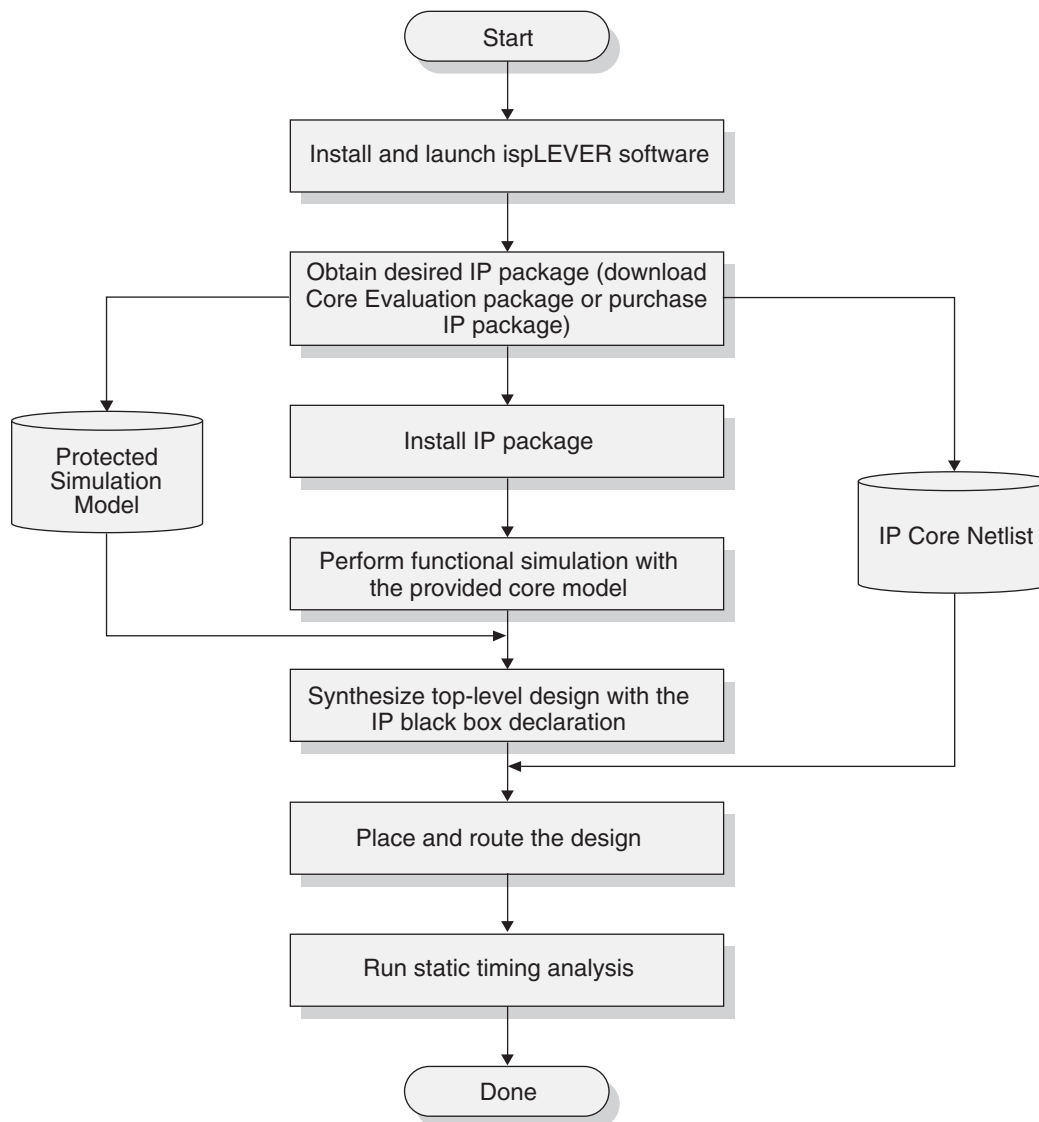 Start
Install and launch ispLEVER software
Obtain desired IP package (download
Core Evaluation package or purchase
IP package)
Install IP package
Protected
Simulation
Model
IP Core Netlist
Perform functional simulation with
the provided core model
Synthesize top-level design with the
IP black box declaration
Place and route the design
Run static timing analysis
Done